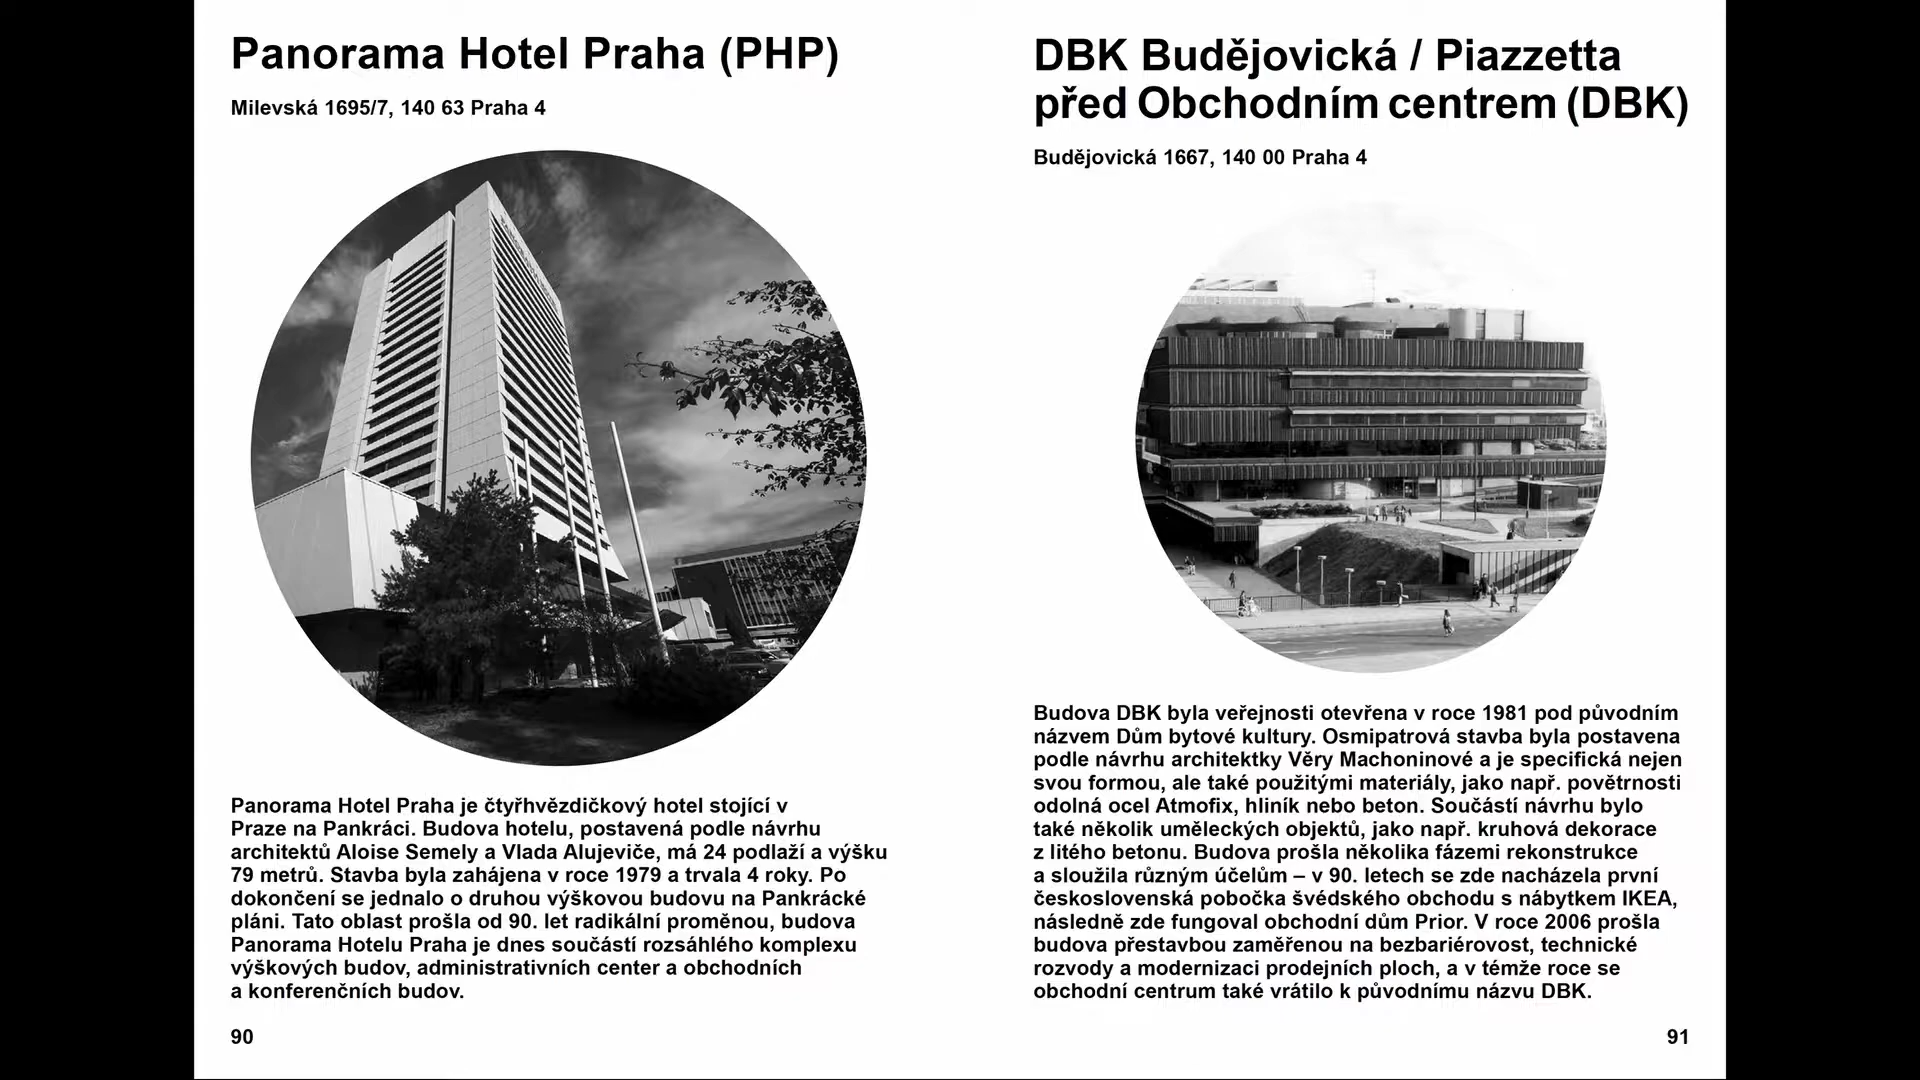 Panorama Hotel Praha (PHP)
Milevská 1695/7, 140 63 Praha 4
Panorama Hotel Praha je čtyřhvězdičkový hotel stojící v
Praze na Pankráci. Budova hotelu, postavená podle návrhu
architektů Aloise Semely a Vlada Alujeviče, má 24 podlaží a výšku
79 metrů. Stavba byla zahájena v roce 1979 a trvala 4 roky. Po
dokončení se jednalo o druhou výškovou budovu na Pankrácké
pláni. Tato oblast prošla od 90. let radikální proměnou, budova
Panorama Hotelu Praha je dnes součástí rozsáhlého komplexu
výškových budov, administrativních center a obchodních
a konferenčních budov.
90
DBK Budějovická / Piazzetta
před Obchodním centrem (DBK)
Budějovická 1667, 140 00 Praha 4
Budova DBK byla veřejnosti otevřena v roce 1981 pod původním
názvem Dům bytové kultury. Osmipatrová stavba byla postavena
podle návrhu architektky Věry Machoninové a je specifická nejen
svou formou, ale také použitými materiály, jako např. povětrnosti
odolná ocel Atmofix, hliník nebo beton. Součástí návrhu bylo
také několik uměleckých objektů, jako např. kruhová dekorace
z litého betonu. Budova prošla několika fázemi rekonstrukce
a sloužila různým účelům – v 90. letech se zde nacházela první
československá pobočka švédského obchodu s nábytkem IKEA,
následně zde fungoval obchodní dům Prior. V roce 2006 prošla
budova přestavbou zaměřenou na bezbariérovost, technické
rozvody a modernizaci prodejních ploch, a v témže roce se
obchodní centrum také vrátilo k původnímu názvu DBK.
91